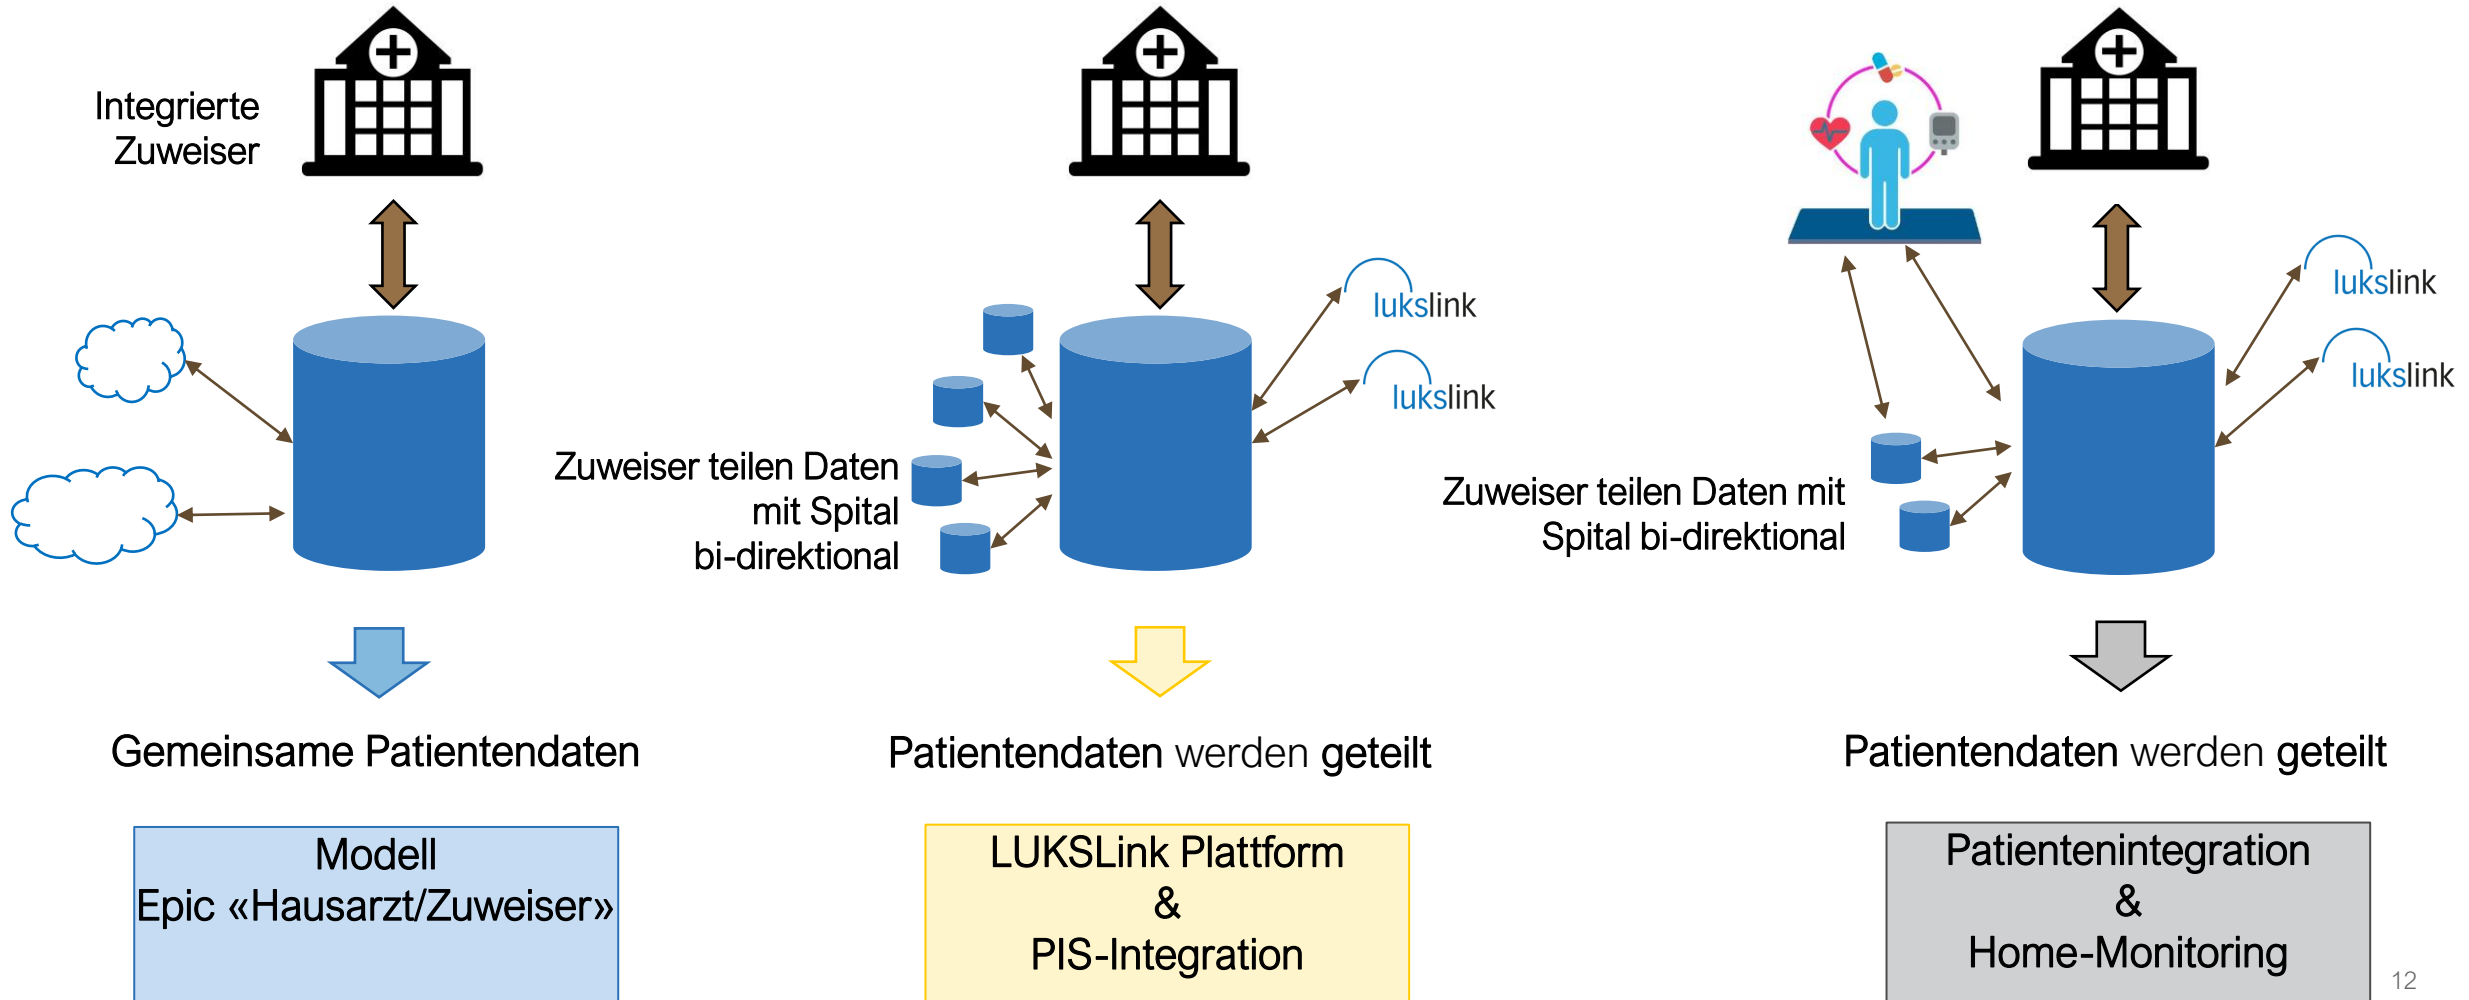 Integrierte
Zuweiser
Zuweiser teilen Daten
mit Spital
bi-direktional
lukslink
lukslink
Zuweiser teilen Daten mit
Spital bi-direktional
lukslink
lukslink
Gemeinsame Patientendaten
Patientendaten werden geteilt
Patientendaten werden geteilt
Modell
Epic «Hausarzt/Zuweiser»
LUKSLink Plattform
&
PIS-Integration
Patientenintegration
&
Home-Monitoring
12